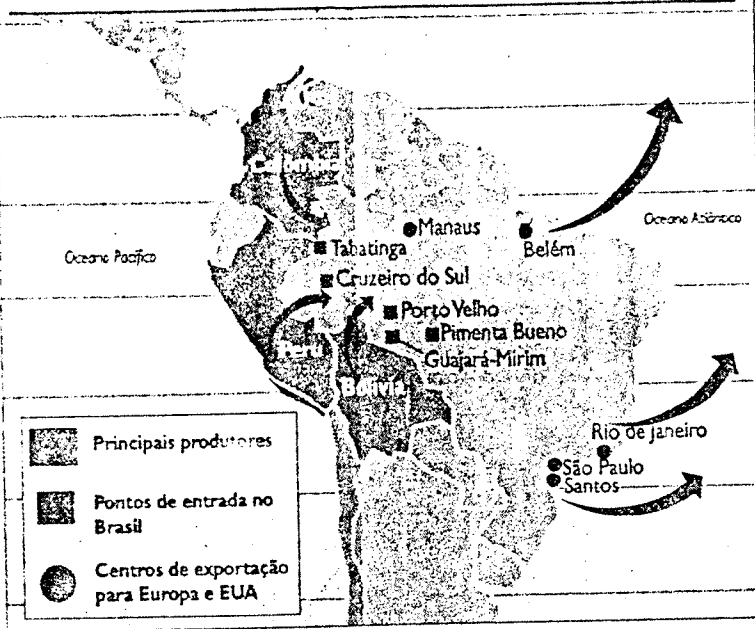 Colômbia
Manaus
Tabatinga
Belém
Oceano Atlântico
Oceano Pacífico
Cruzeiro do Sul
Porto Velho
Peru
Pimenta Bueno
Guajará-Mirim
Bolívia
Rio de Janeiro
São Paulo
Santos
Principais produtores
Pontos de entrada no
Brasil
Centros de exportação
para Europa e EUA